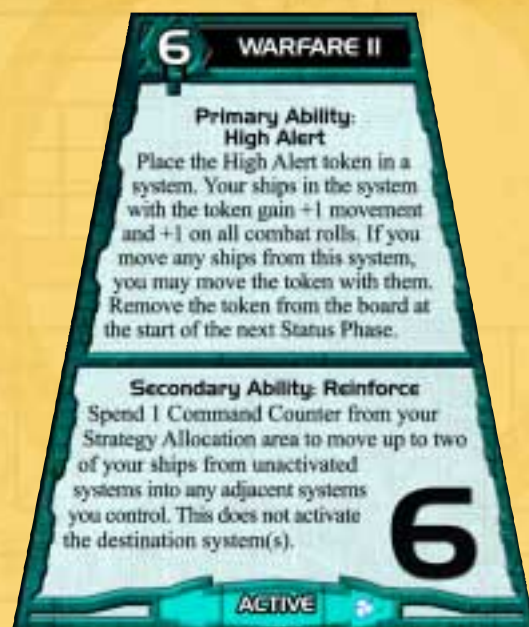 6 WARFARE II
Primary Ability:
High Alert
Place the High Alert token in a
system. Your ships in the system
with the token gain +1 movement
and +1 on all combat rolls. If you
move any ships from this system,
you may move the token with them.
Remove the token from the board at
the start of the next Status Phase.
Secondary Ability: Reinforce
Spend 1 Command Counter from your
Strategy Allocation area to move up to two
of your ships from unactivated
systems into any adjacent systems
you control. This does not activate
the destination system(s).
6
ACTIVE